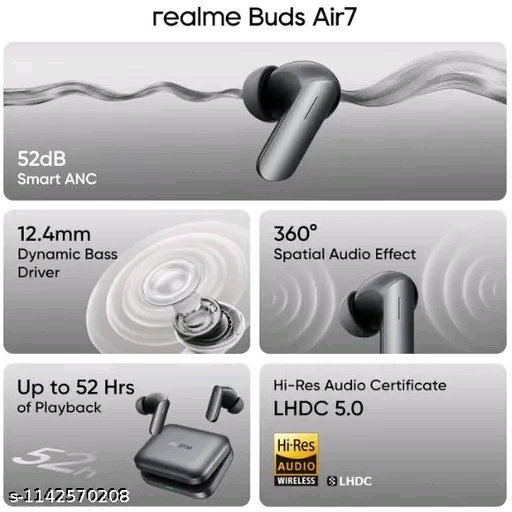 realme Buds Air7
52dB
Smart ANC
12.4mm
Dynamic Bass
Driver
360°
Spatial Audio Effect
Up to 52 Hrs
of Playback
52h
realme
s-1142570208
Hi-Res Audio Certificate
LHDC 5.0
Hi-Res
AUDIO
WIRELESS
LHDC